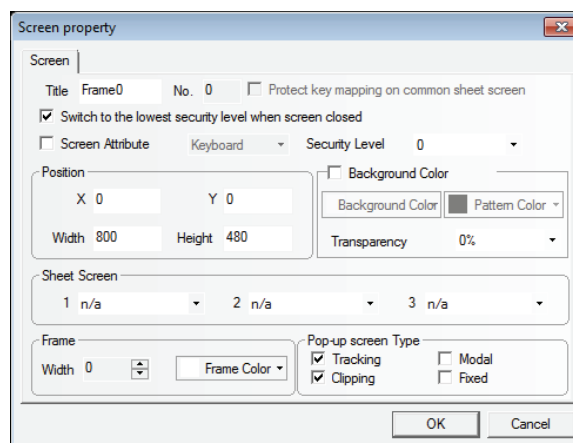 Screen property
Screen
Title Frame0 No. 0 Protect key mapping on common sheet screen
Switch to the lowest security level when screen closed
Screen Attribute Keyboard Security Level 0
Position Background Color
X 0 Y 0 Background Color Pattern Color
Width 800 Height 480 Transparency 0%
Sheet Screen
1 n/a 2 n/a 3 n/a
Frame Pop-up screen Type
Width 0 Frame Color Tracking Modal
Clipping Fixed
OK Cancel